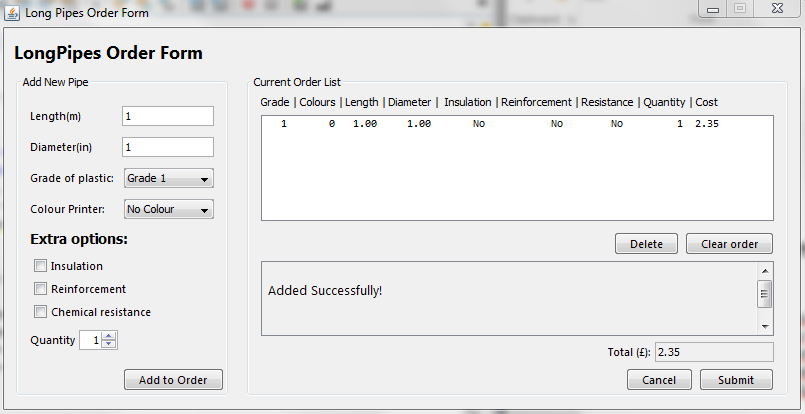 Long Pipes Order Form
LongPipes Order Form
Add New Pipe
Length(m) 1
Diameter(in) 1
Grade of plastic: Grade 1
Colour Printer: No Colour
Extra options:
Insulation
Reinforcement
Chemical resistance
Quantity 1
Add to Order
Current Order List
Grade | Colours | Length | Diameter | Insulation | Reinforcement | Resistance | Quantity | Cost
1 0 1.00 1.00 No No No 1 2.35
Delete Clear order
Added Successfully!
Total (£): 2.35
Cancel Submit